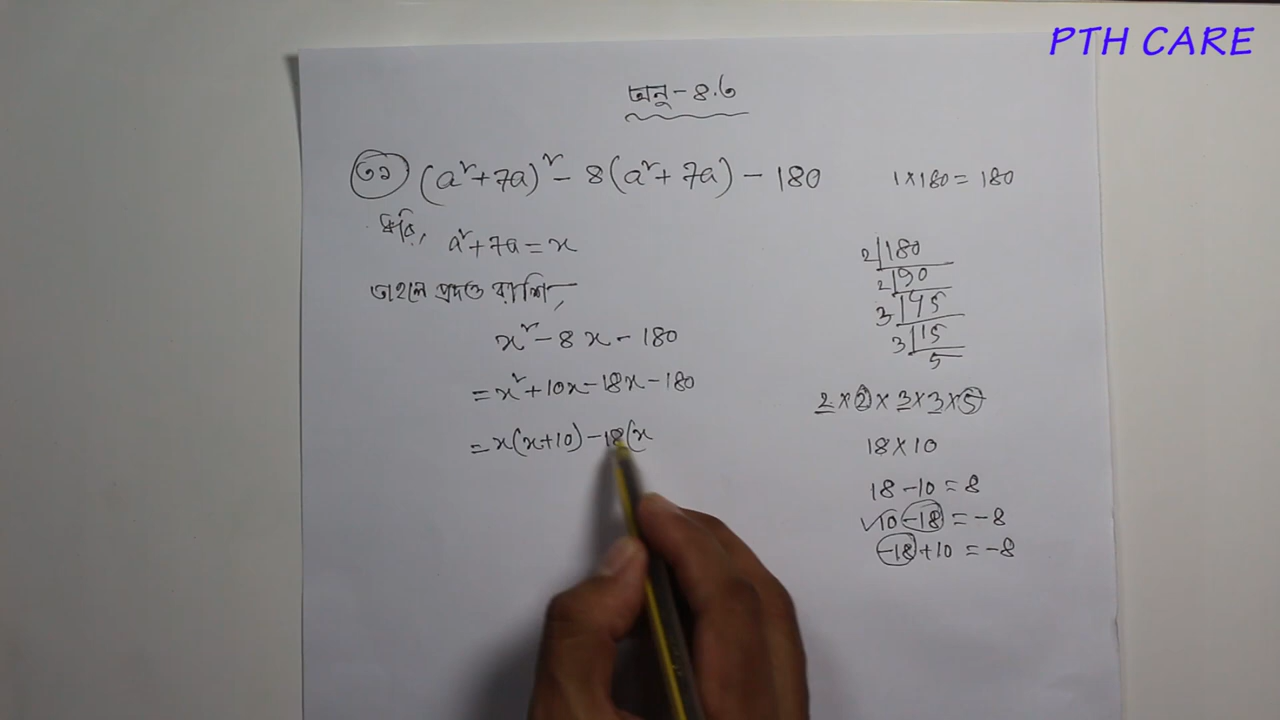 PTH CARE
অনু - ৪.৬
৩১ (a²+7a)² - 8(a²+7a) - 180
1×180 = 180
ধরি, a²+7a = x
তাহলে প্রদত্ত রাশি,
x² - 8x - 180
= x² + 10x - 18x - 180
= x(x+10) - 18(x
2|180
2|90
3|45
3|15
5
2×2×3×3×5
18×10
18-10 = 8
✓10-18 = -8
-18+10 = -8